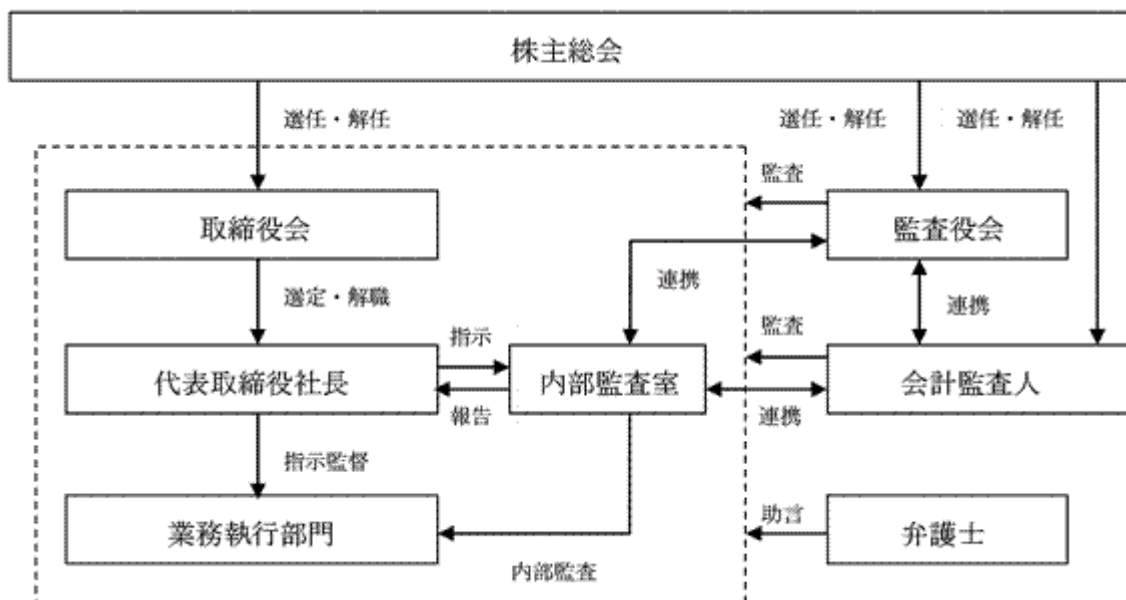 株主総会
選任・解任
選任・解任
選任・解任
監査
取締役会
監査役会
連携
選定・解職
連携
指示
監査
代表取締役社長
内部監査室
会計監査人
報告
連携
指示監督
助言
業務執行部門
弁護士
内部監査